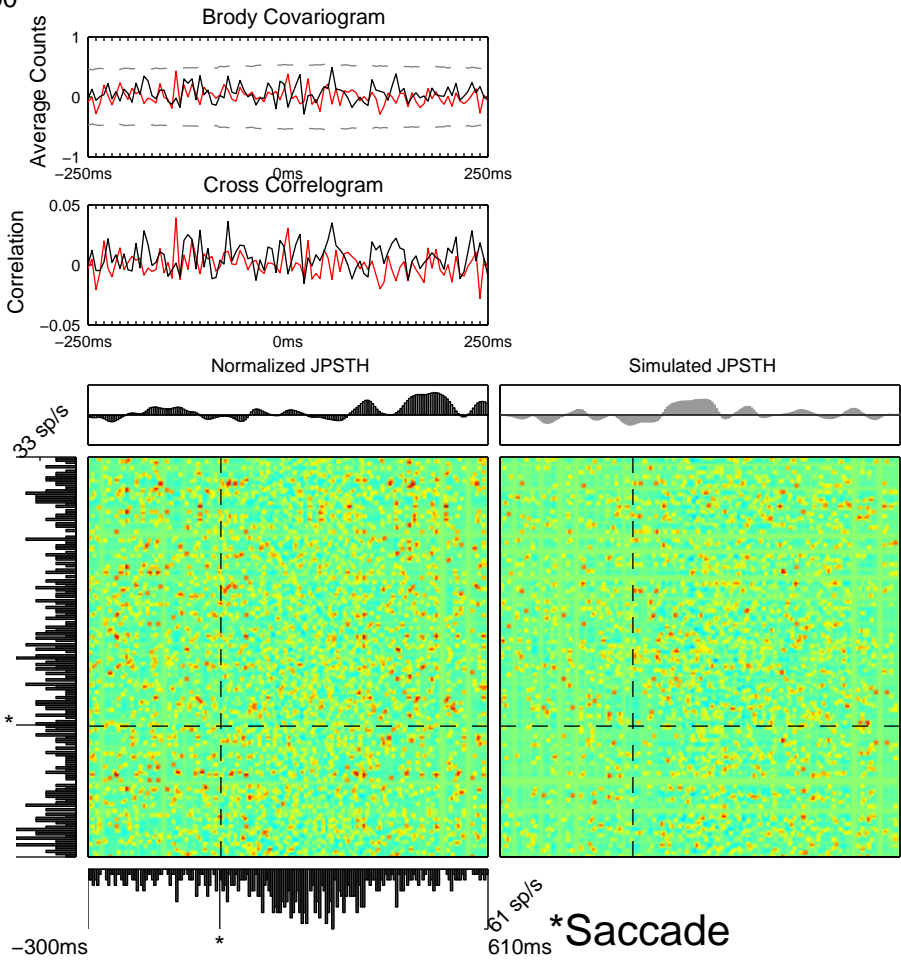 Brody Covariogram
Average Counts
1
0
−1
−250ms
0ms
250ms
Cross Correlogram
Correlation
0.05
0
−0.05
−250ms
0ms
250ms
Normalized JPSTH
Simulated JPSTH
33 sp/s
*
*
61 sp/s
−300ms
610ms
*Saccade